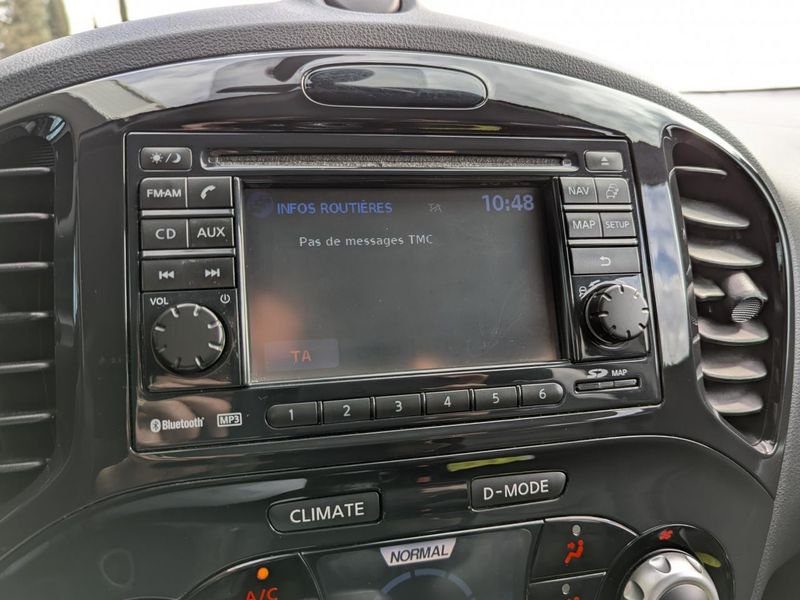 FM·AM
CD AUX
VOL
INFOS ROUTIÈRES TA 10:48
Pas de messages TMC
TA
NAV
MAP SETUP
SD MAP
Bluetooth MP3
1 2 3 4 5 6
CLIMATE D-MODE
NORMAL
A/C